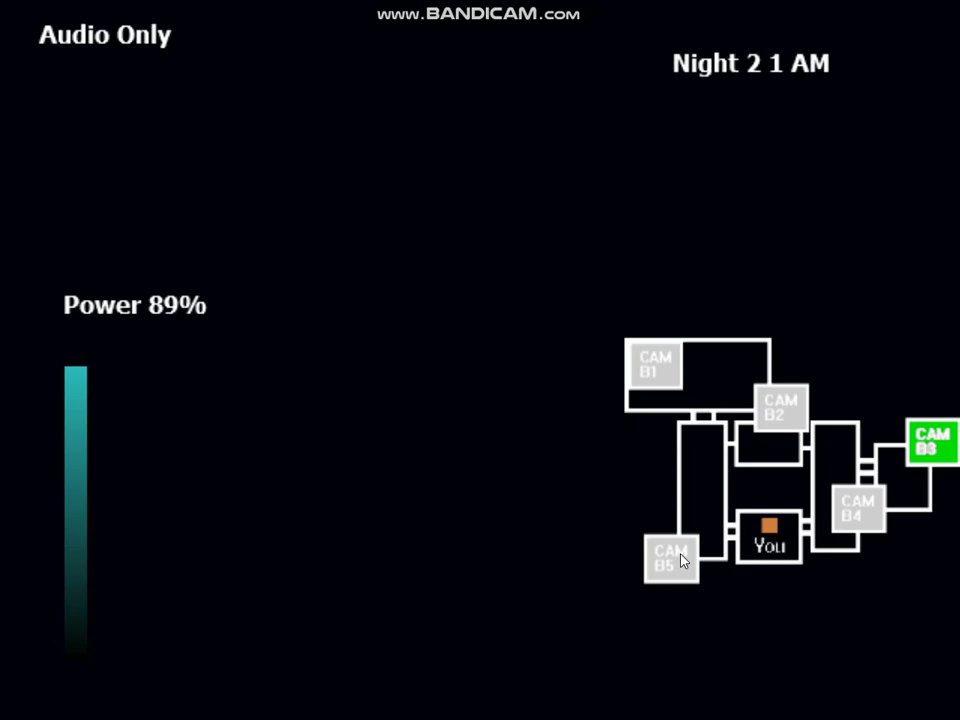 www.BANDICAM.com
Audio Only
Night 2 1 AM
Power 89%
CAM
B1
CAM
B2
CAM
B3
CAM
B4
CAM
B5
You